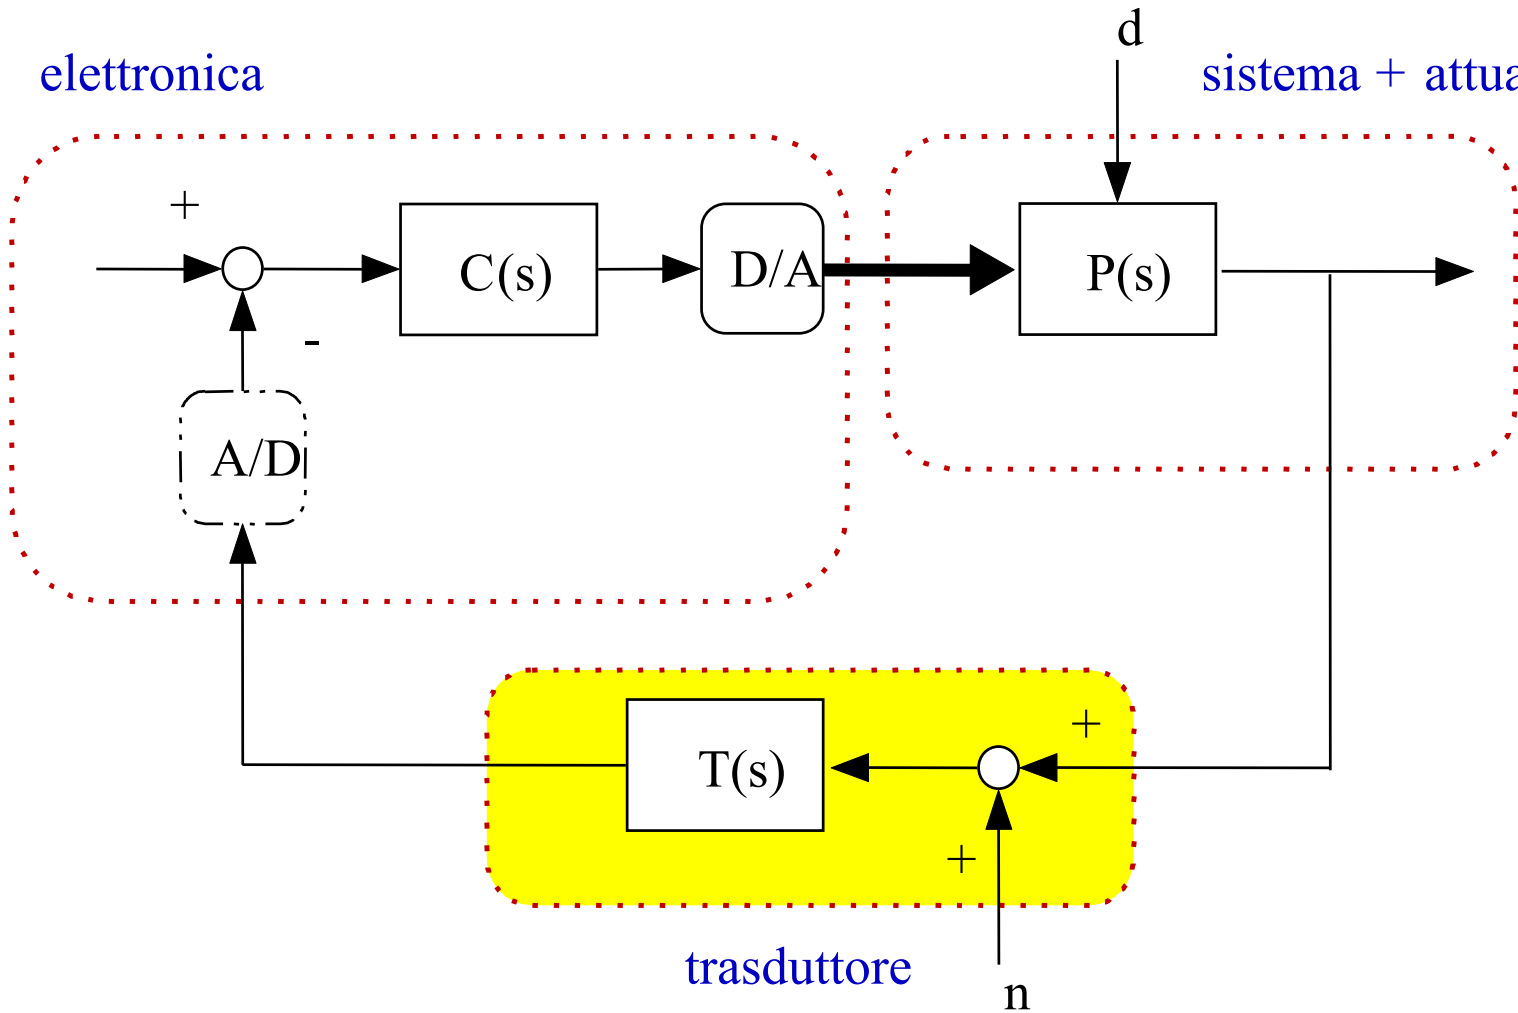 d
elettronica
sistema + attua
+
C(s)
D/A
P(s)
-
A/D
T(s)
+
+
trasduttore
n